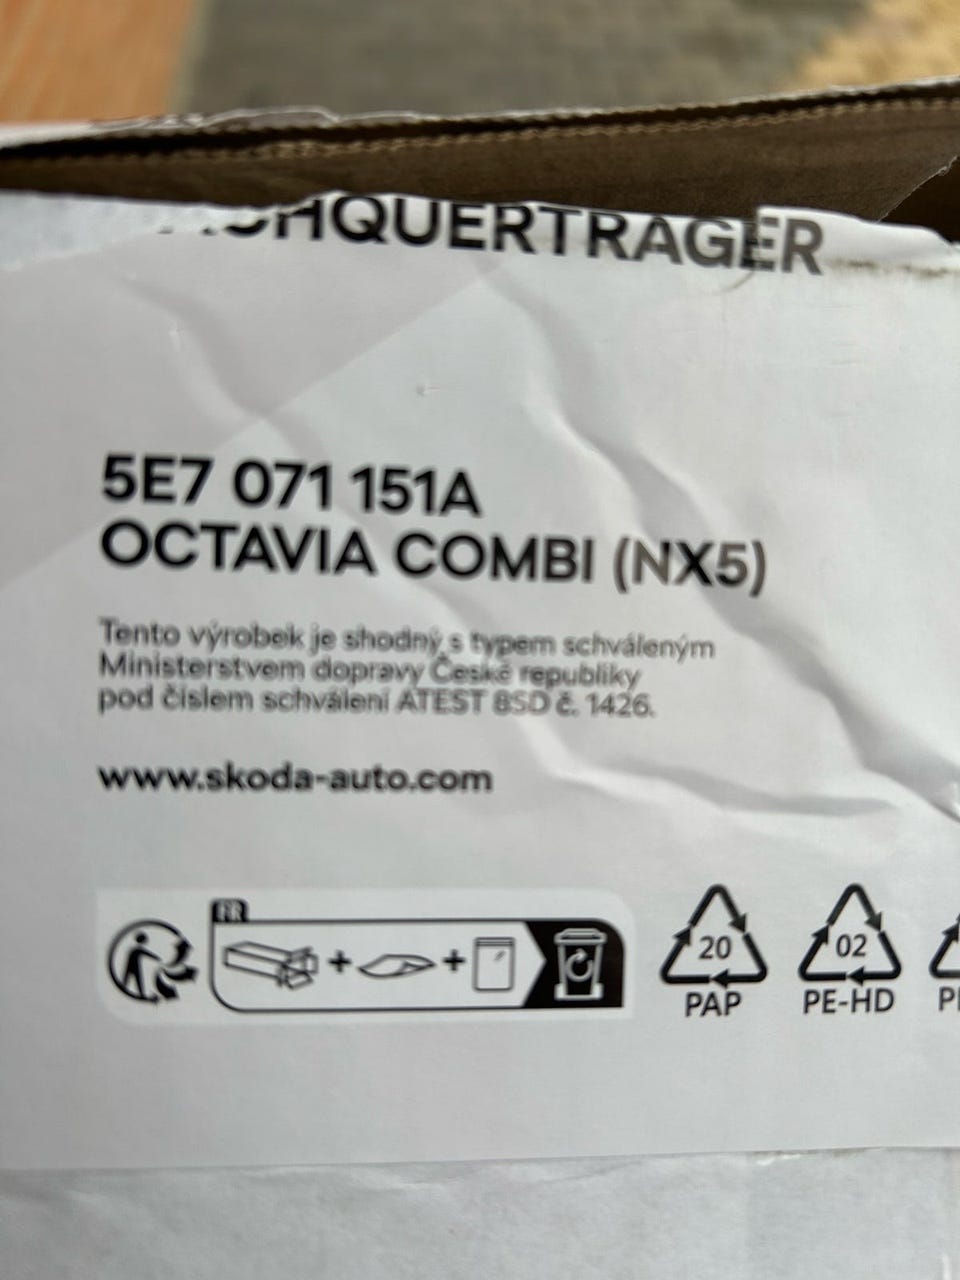 DACHQUERTRÄGER
5E7 071 151A
OCTAVIA COMBI (NX5)
Tento výrobek je shodný s typem schváleným
Ministerstvem dopravy České republiky
pod číslem schválení ATEST 8SD č. 1426.
www.skoda-auto.com
FR
20
PAP
02
PE-HD